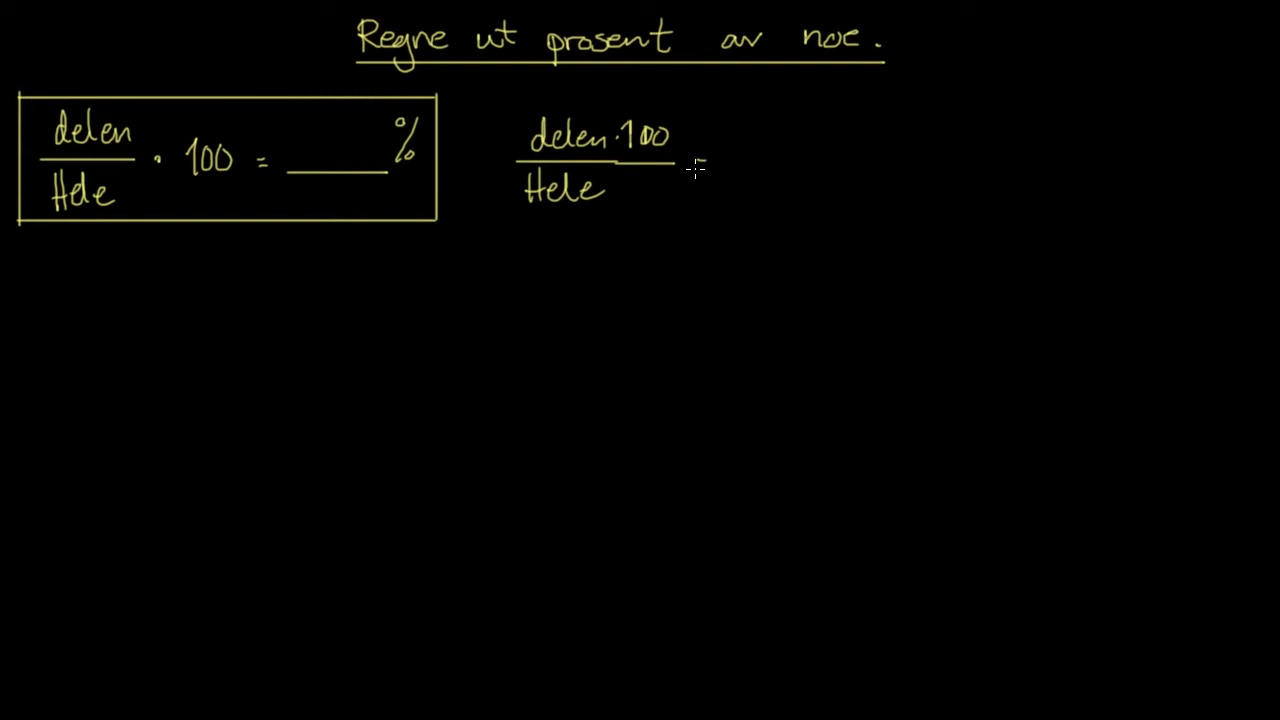 Regne ut prosent av noe.
delen / Hele · 100 = ______ %
delen · 100 / Hele =